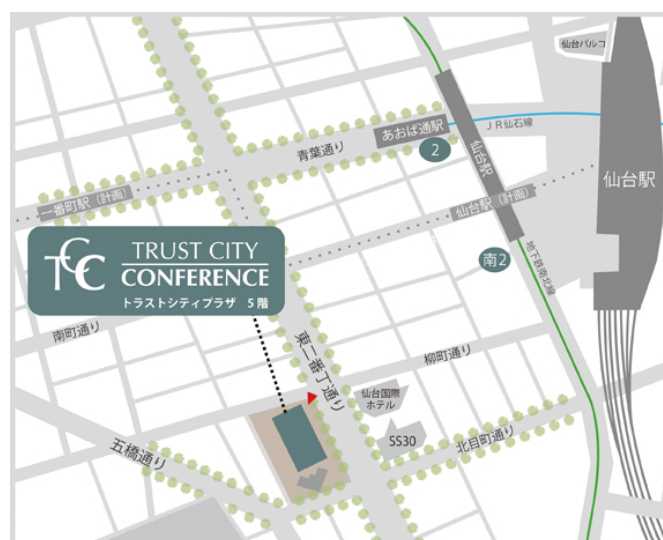 仙台パルコ
あおば通駅
JR仙石線
2
青葉通り
仙台駅
仙台駅
一番町駅(計画)
仙台駅(計画)
TCC
TRUST CITY
CONFERENCE
トラストシティプラザ 5階
南2
地下鉄南北線
南町通り
東二番丁通り
柳町通り
仙台国際
ホテル
SS30
北目町通り
五橋通り